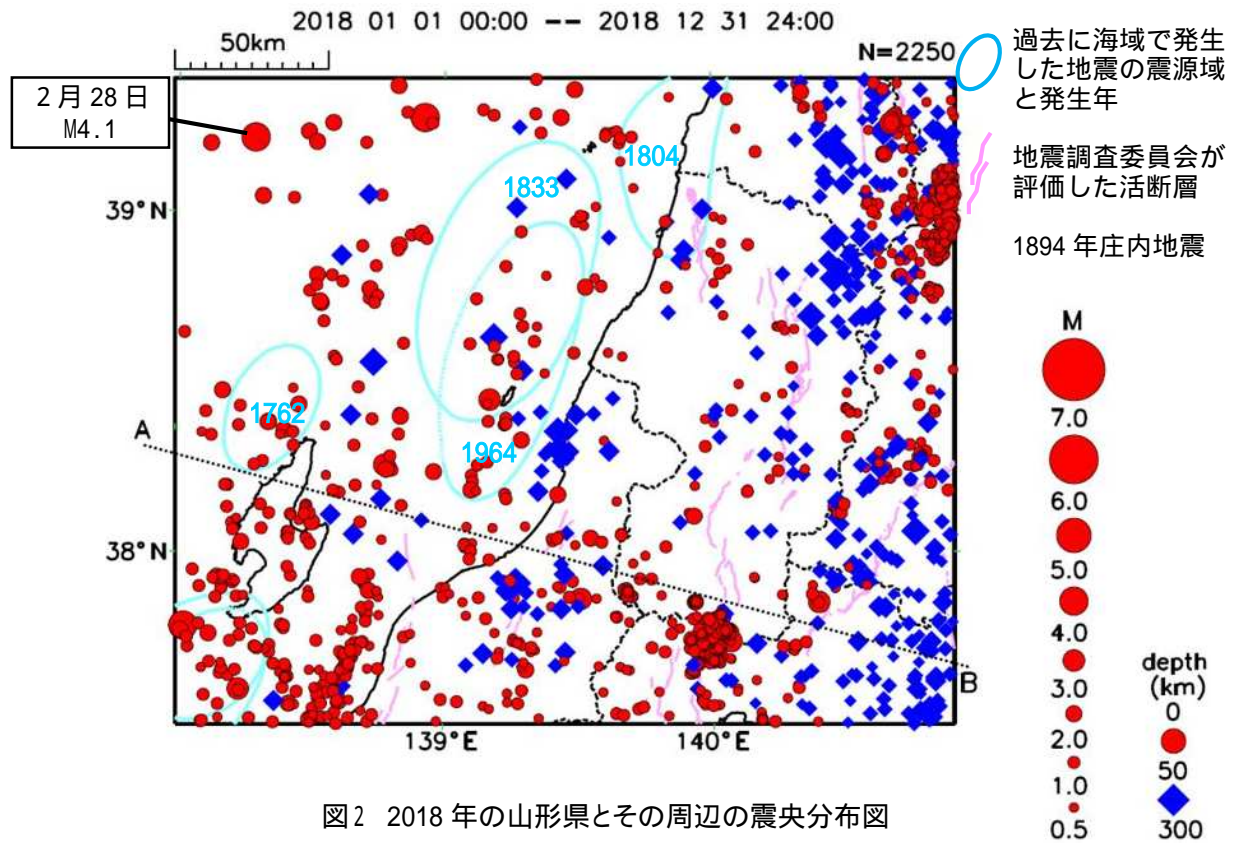 2018 01 01 00:00 -- 2018 12 31 24:00
50km
N=2250
2月28日
M4.1
過去に海域で発生
した地震の震源域
と発生年
地震調査委員会が
評価した活断層
1894年庄内地震
1804
1833
39°N
1762
1964
A
38°N
B
139°E
140°E
M
7.0
6.0
5.0
4.0
3.0
2.0
1.0
0.5
depth
(km)
0
50
300
図2 2018年の山形県とその周辺の震央分布図